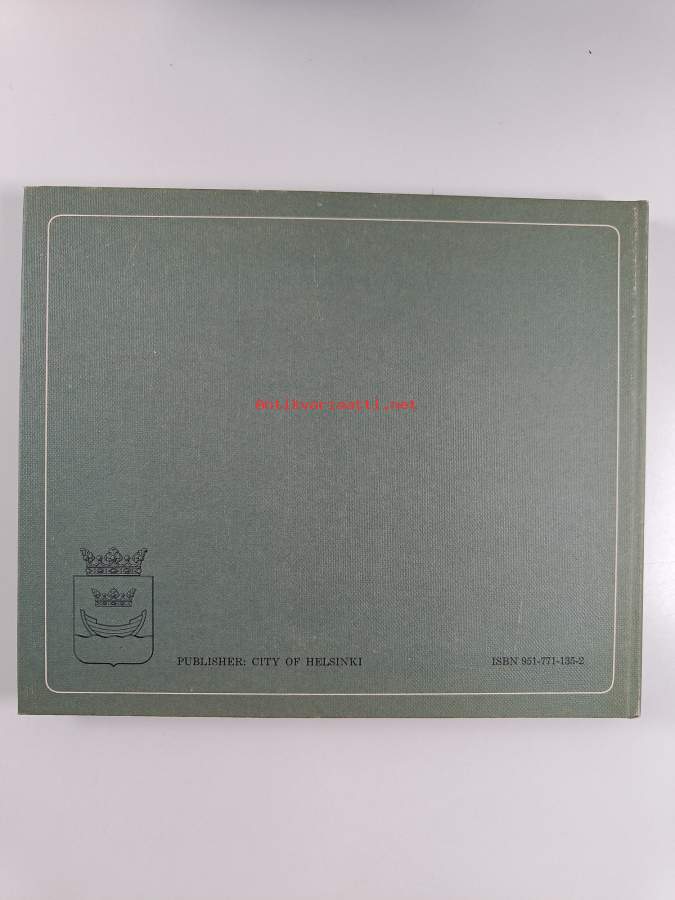 antikvariaatti.net
PUBLISHER: CITY OF HELSINKI
ISBN 951-771-135-2